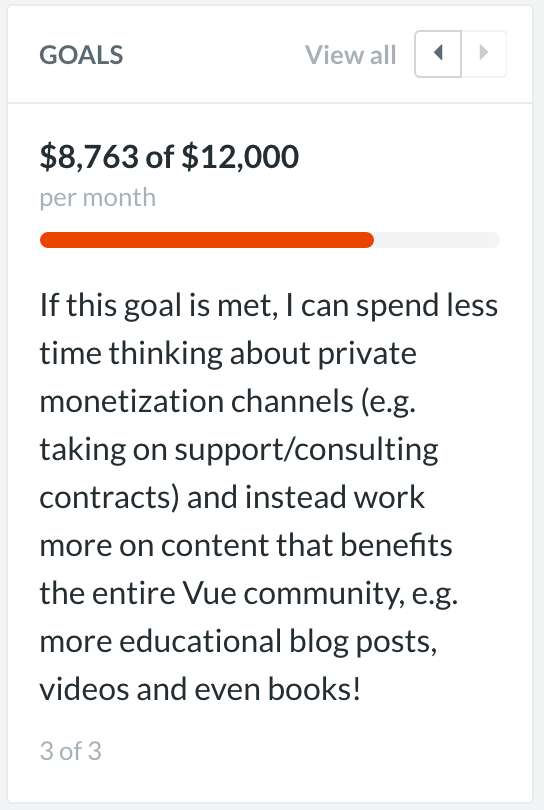 GOALS
View all
$8,763 of $12,000
per month
If this goal is met, I can spend less
time thinking about private
monetization channels (e.g.
taking on support/consulting
contracts) and instead work
more on content that benefits
the entire Vue community, e.g.
more educational blog posts,
videos and even books!
3 of 3